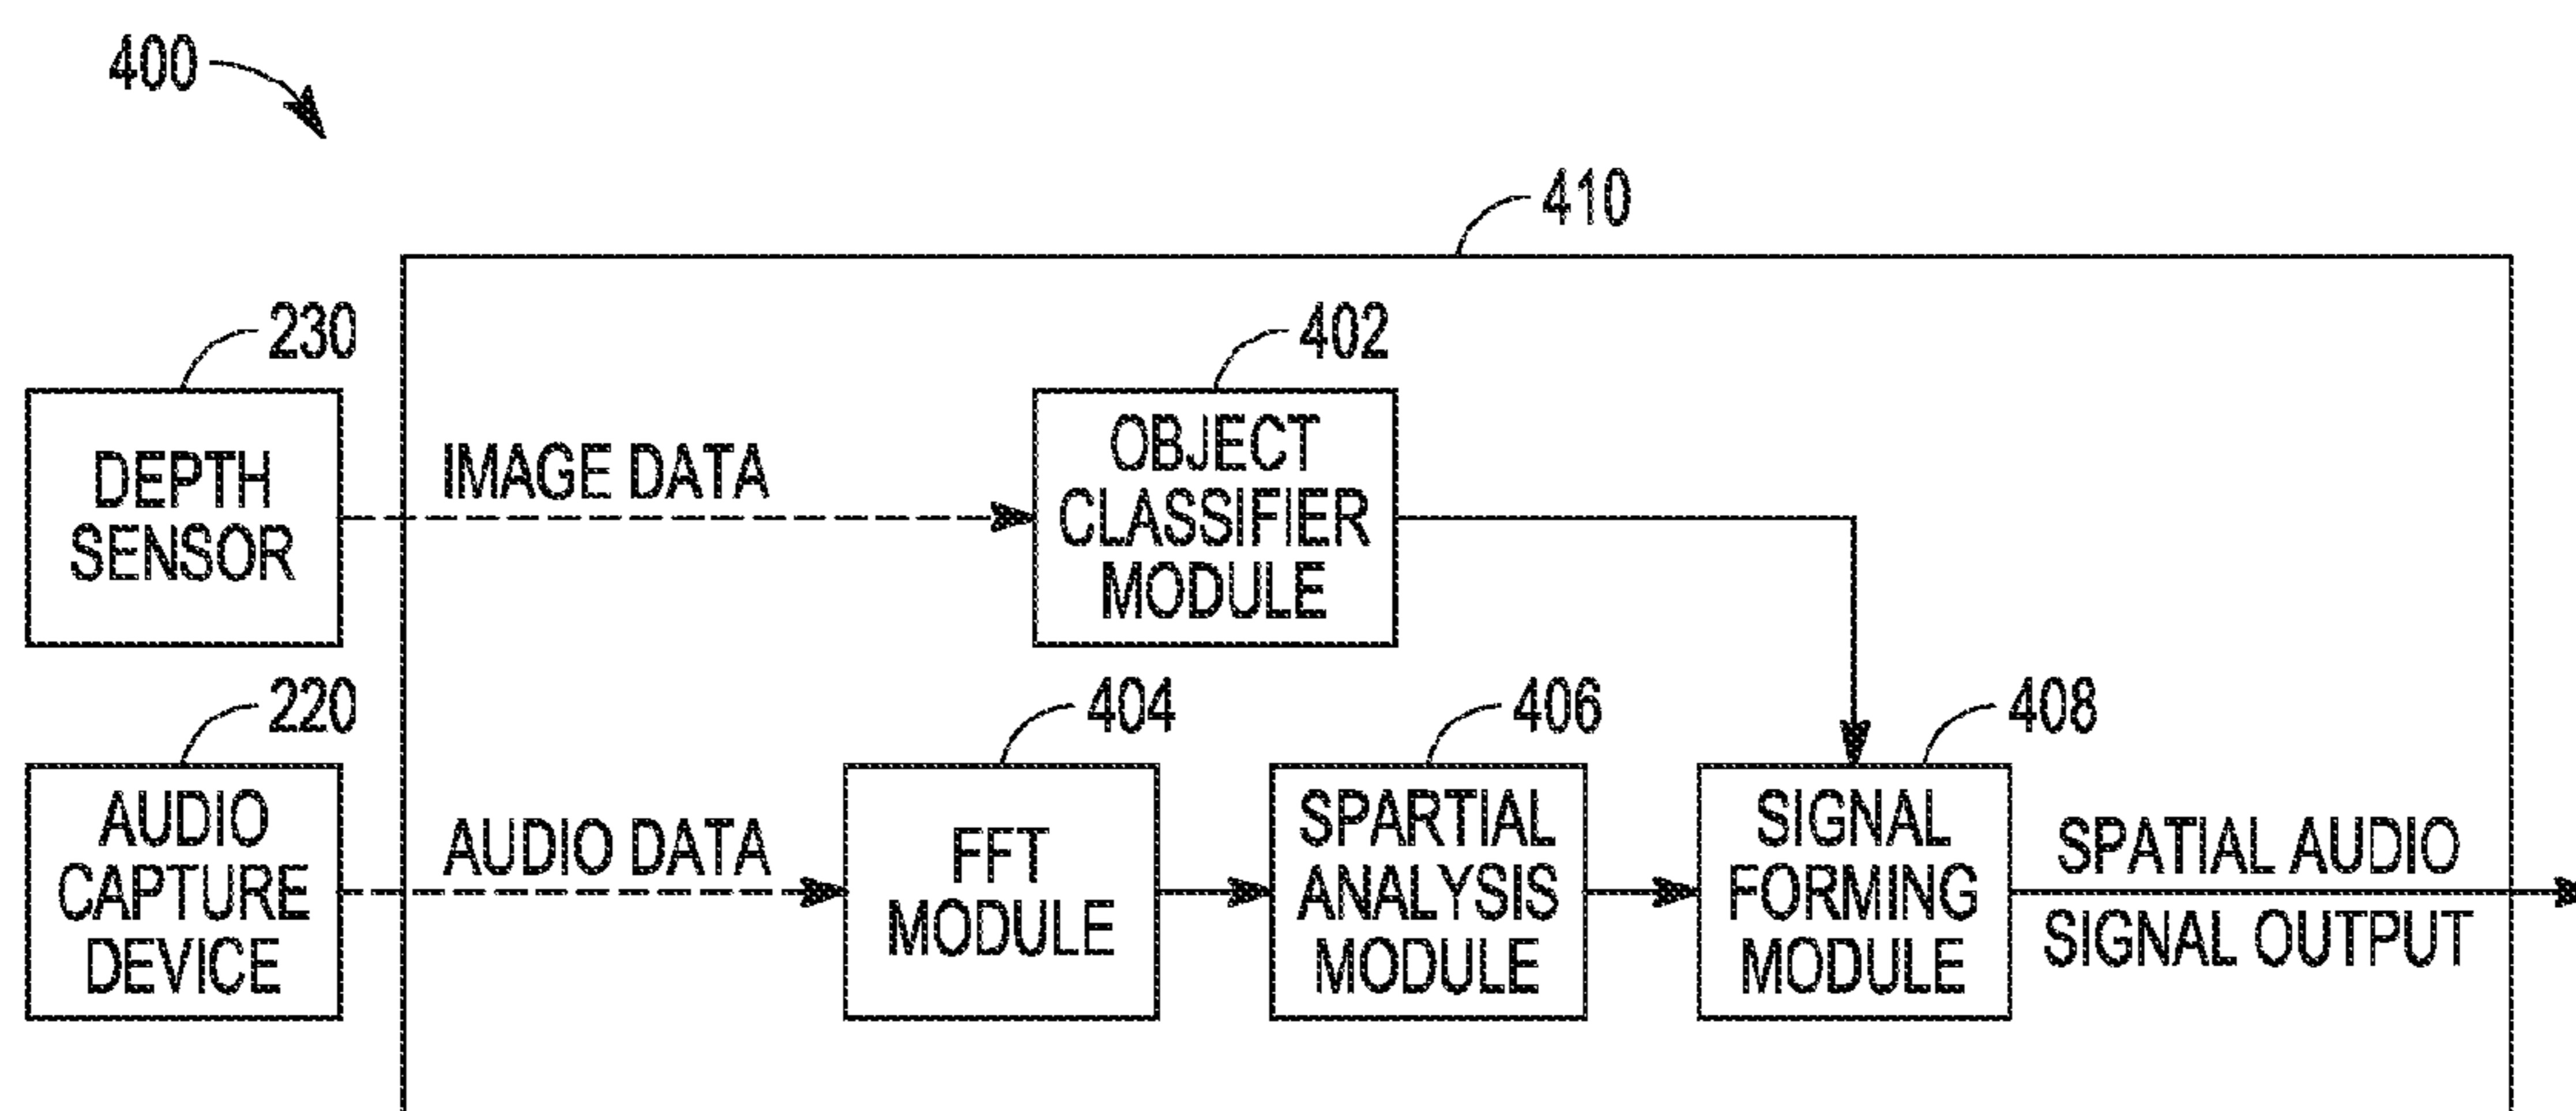 400
410
230
402
DEPTH
SENSOR
IMAGE DATA
OBJECT
CLASSIFIER
MODULE
220
404
406
408
AUDIO
CAPTURE
DEVICE
AUDIO DATA
FFT
MODULE
SPARTIAL
ANALYSIS
MODULE
SIGNAL
FORMING
MODULE
SPATIAL AUDIO
SIGNAL OUTPUT